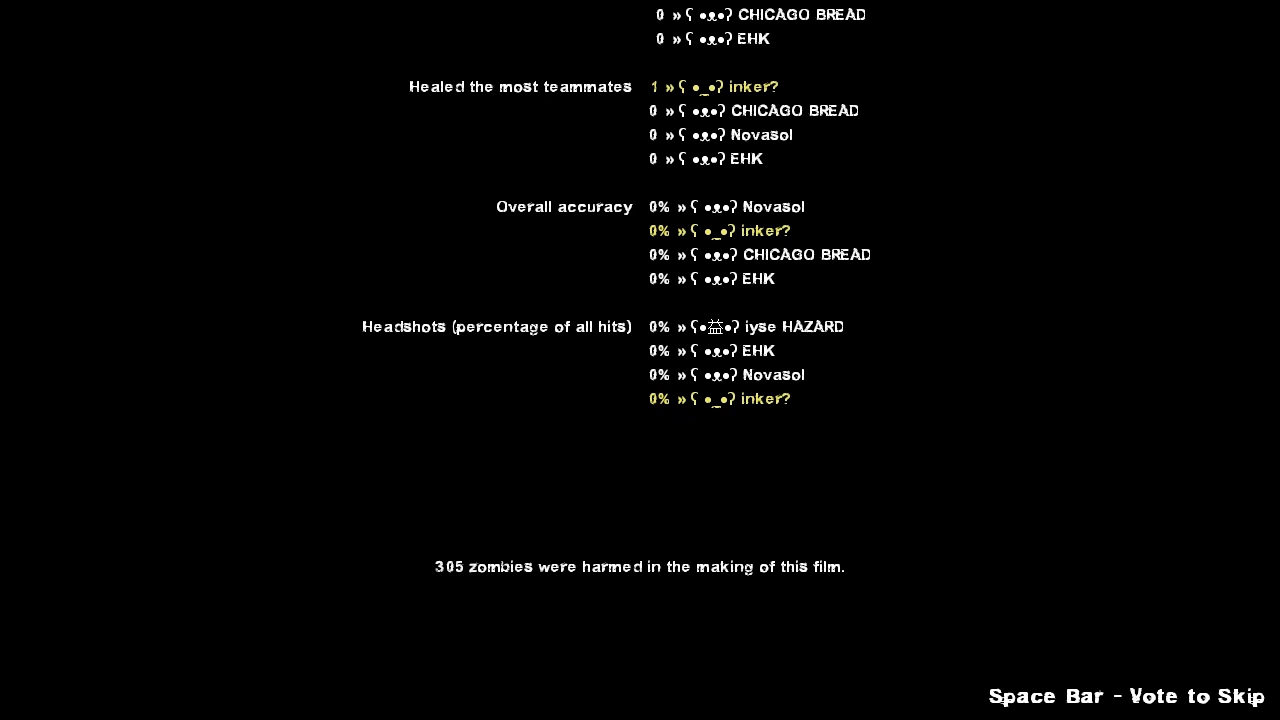 0 » ʕ •ᴥ•ʔ CHICAGO BREAD
0 » ʕ •ᴥ•ʔ EHK
Healed the most teammates 1 » ʕ •_̫•ʔ inker?
0 » ʕ •ᴥ•ʔ CHICAGO BREAD
0 » ʕ •ᴥ•ʔ Novasol
0 » ʕ •ᴥ•ʔ EHK
Overall accuracy 0% » ʕ •ᴥ•ʔ Novasol
0% » ʕ •_̫•ʔ inker?
0% » ʕ •ᴥ•ʔ CHICAGO BREAD
0% » ʕ •ᴥ•ʔ EHK
Headshots (percentage of all hits) 0% » ʕ•益•ʔ iyse HAZARD
0% » ʕ •ᴥ•ʔ EHK
0% » ʕ •ᴥ•ʔ Novasol
0% » ʕ •_̫•ʔ inker?
305 zombies were harmed in the making of this film.
Space Bar - Vote to Skip